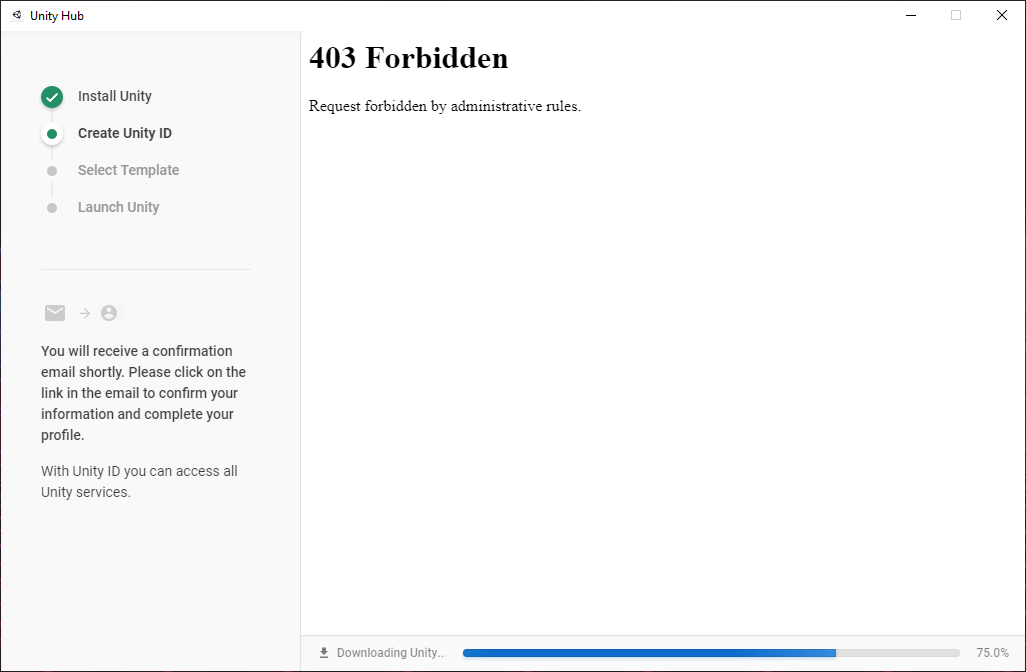 Unity Hub
Install Unity
Create Unity ID
Select Template
Launch Unity
You will receive a confirmation
email shortly. Please click on the
link in the email to confirm your
information and complete your
profile.
With Unity ID you can access all
Unity services.
403 Forbidden
Request forbidden by administrative rules.
Downloading Unity...
75.0%